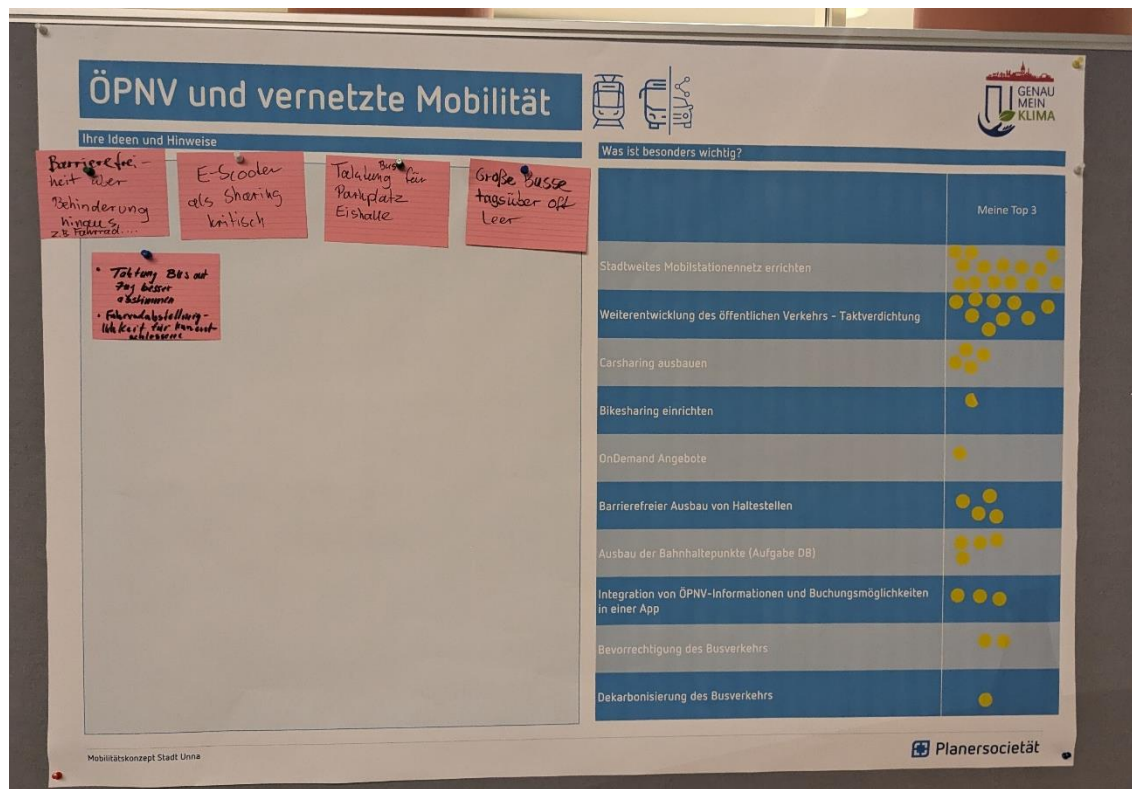 ÖPNV und vernetzte Mobilität
GENAU
MEIN
KLIMA
Ihre Ideen und Hinweise
Barrierefrei-
heit über
Behinderung
hinaus
z.B Fahrrad....
E-Scooter
als Sharing
kritisch
Bus
Taktung für
Parkplatz
Eishalle
Große Busse
tagsüber oft
Leer
• Taktung Bus auf
Zug besser
abstimmen
• Fahrradabstellmög-
lichkeit für
Was ist besonders wichtig?
Meine Top 3
Stadtweites Mobilstationennetz errichten
Weiterentwicklung des öffentlichen Verkehrs - Taktverdichtung
Carsharing ausbauen
Bikesharing einrichten
OnDemand Angebote
Barrierefreier Ausbau von Haltestellen
Ausbau der Bahnhaltepunkte (Aufgabe DB)
Integration von ÖPNV-Informationen und Buchungsmöglichkeiten
in einer App
Bevorrechtigung des Busverkehrs
Dekarbonisierung des Busverkehrs
Mobilitätskonzept Stadt Unna
Planersocietät